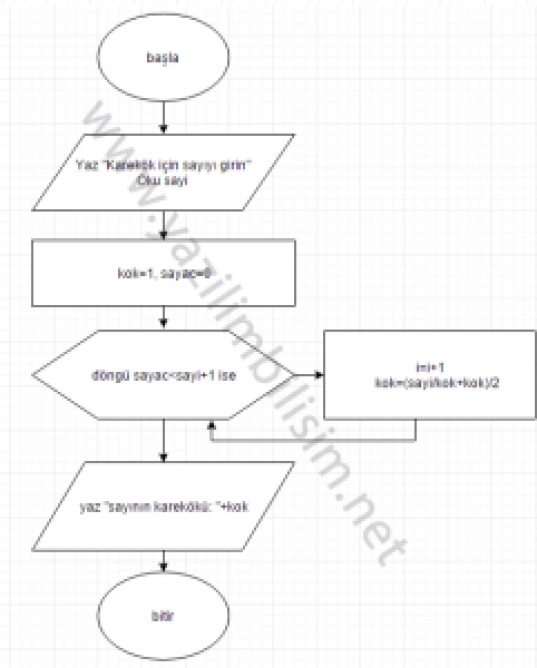 başla
Yaz "Karekök için sayıyı girin"
Oku sayi
kok=1, sayac=0
döngü sayac<sayi+1 ise
i=i+1
kok=(sayi/kok+kok)/2
yaz "sayının karekökü: "+kok
bitir
www.yazilimbilisim.net